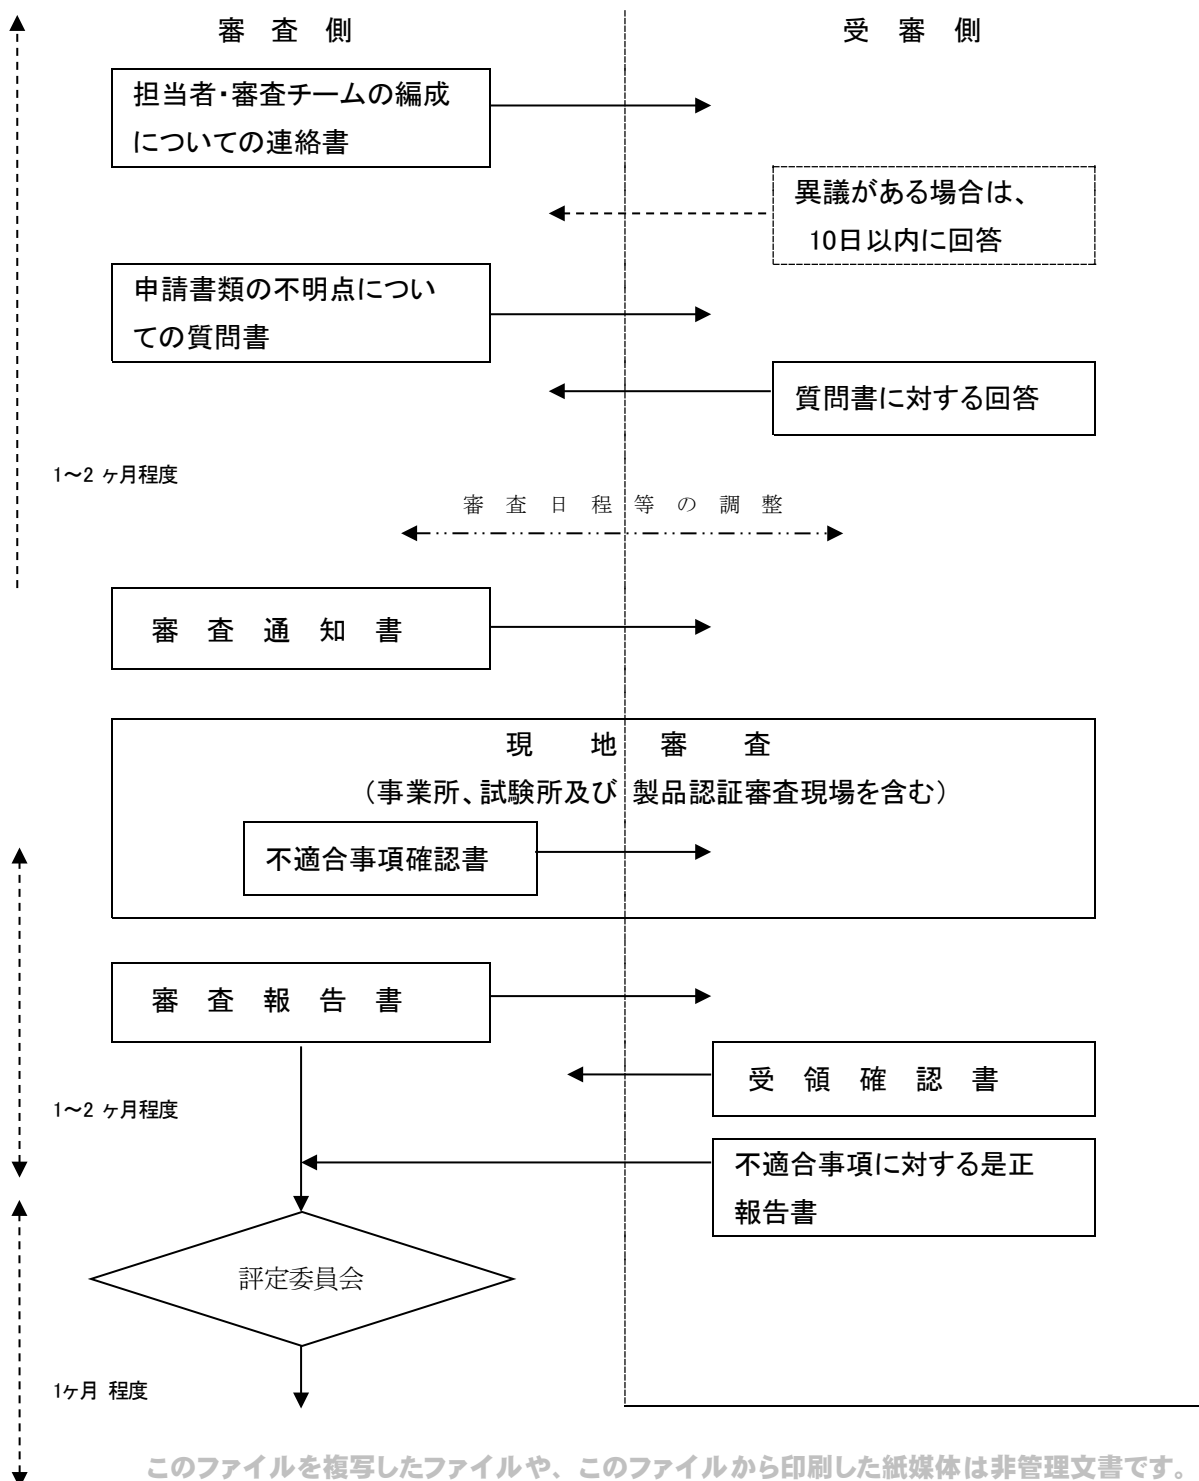 審　査　側
受　審　側
担当者・審査チームの編成
についての連絡書
異議がある場合は、
10日以内に回答
申請書類の不明点につい
ての質問書
質問書に対する回答
1～2 ヶ月程度
審　査　日　程　等　の　調　整
審　査　通　知　書
現　地　審　査
（事業所、試験所及び 製品認証審査現場を含む）
不適合事項確認書
審　査　報　告　書
受　領　確　認　書
1～2 ヶ月程度
不適合事項に対する是正
報告書
評定委員会
1ヶ月 程度
このファイルを複写したファイルや、このファイルから印刷した紙媒体は非管理文書です。